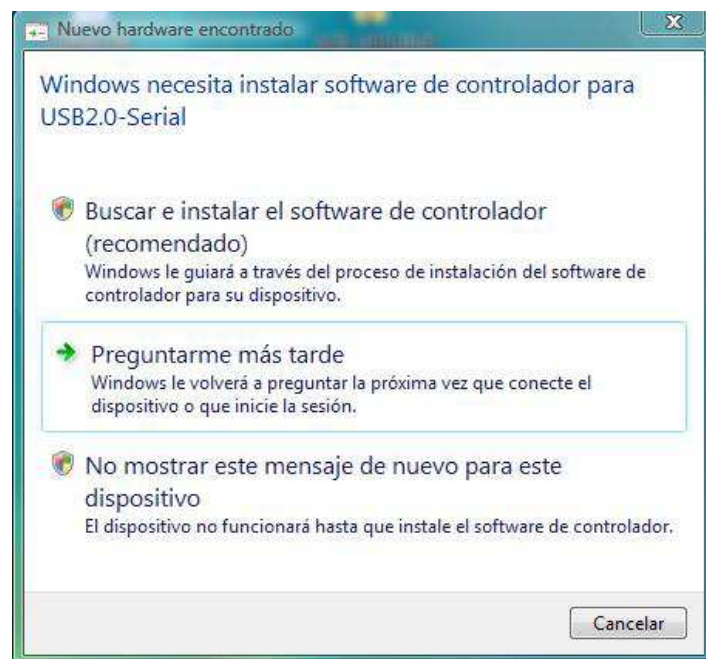 Nuevo hardware encontrado
Windows necesita instalar software de controlador para
USB2.0-Serial
Buscar e instalar el software de controlador
(recomendado)
Windows le guiará a través del proceso de instalación del software de
controlador para su dispositivo.
Preguntarme más tarde
Windows le volverá a preguntar la próxima vez que conecte el
dispositivo o que inicie la sesión.
No mostrar este mensaje de nuevo para este
dispositivo
El dispositivo no funcionará hasta que instale el software de controlador.
Cancelar